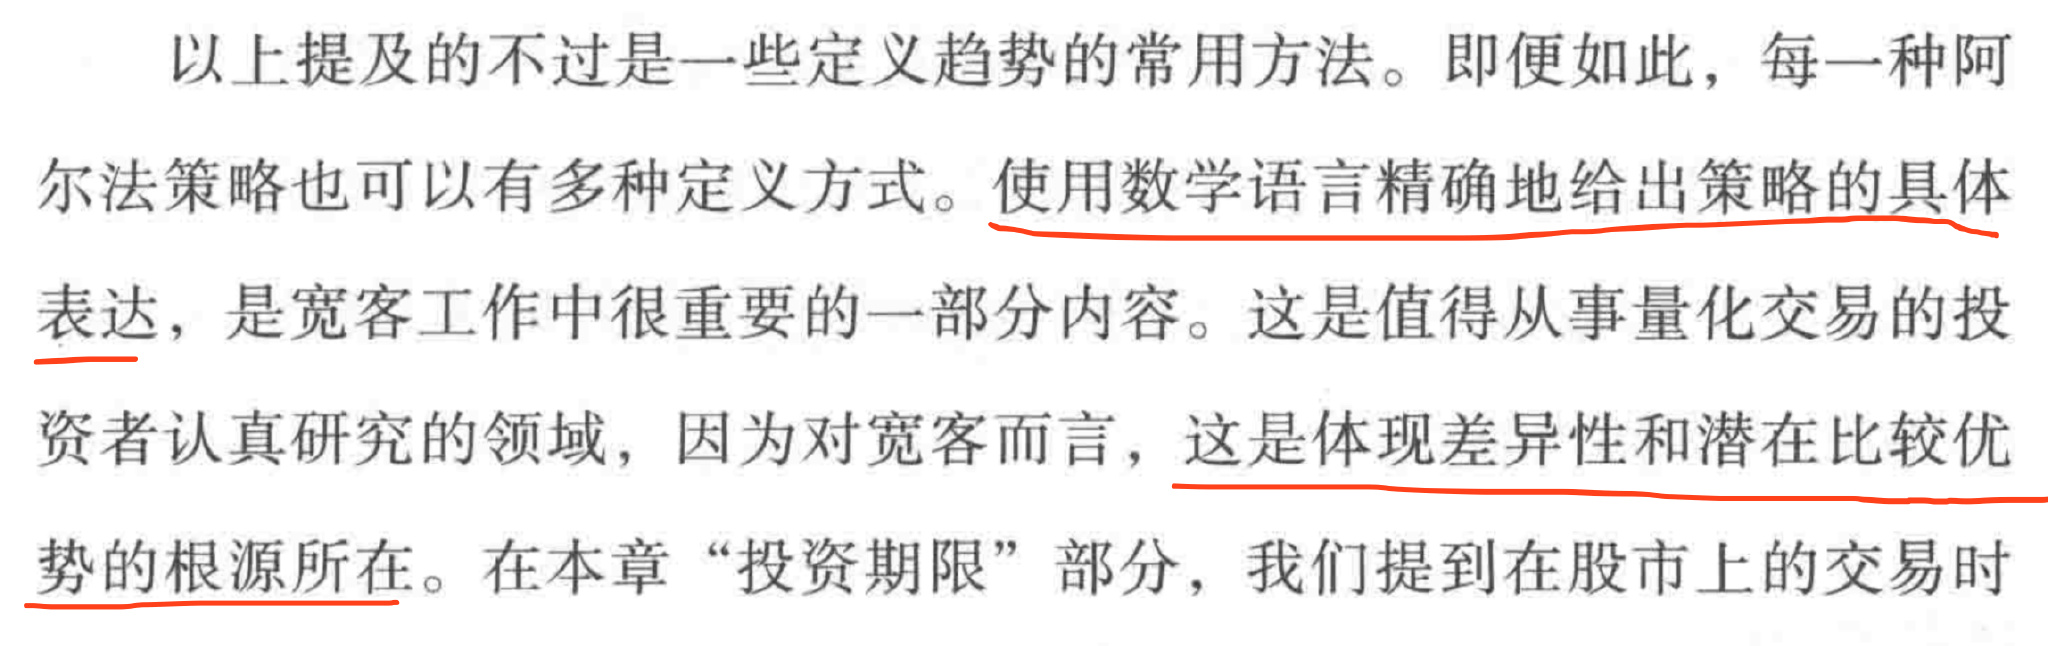 以上提及的不过是一些定义趋势的常用方法。即便如此，每一种阿
尔法策略也可以有多种定义方式。使用数学语言精确地给出策略的具体
表达，是宽客工作中很重要的一部分内容。这是值得从事量化交易的投
资者认真研究的领域，因为对宽客而言，这是体现差异性和潜在比较优
势的根源所在。在本章“投资期限”部分，我们提到在股市上的交易时